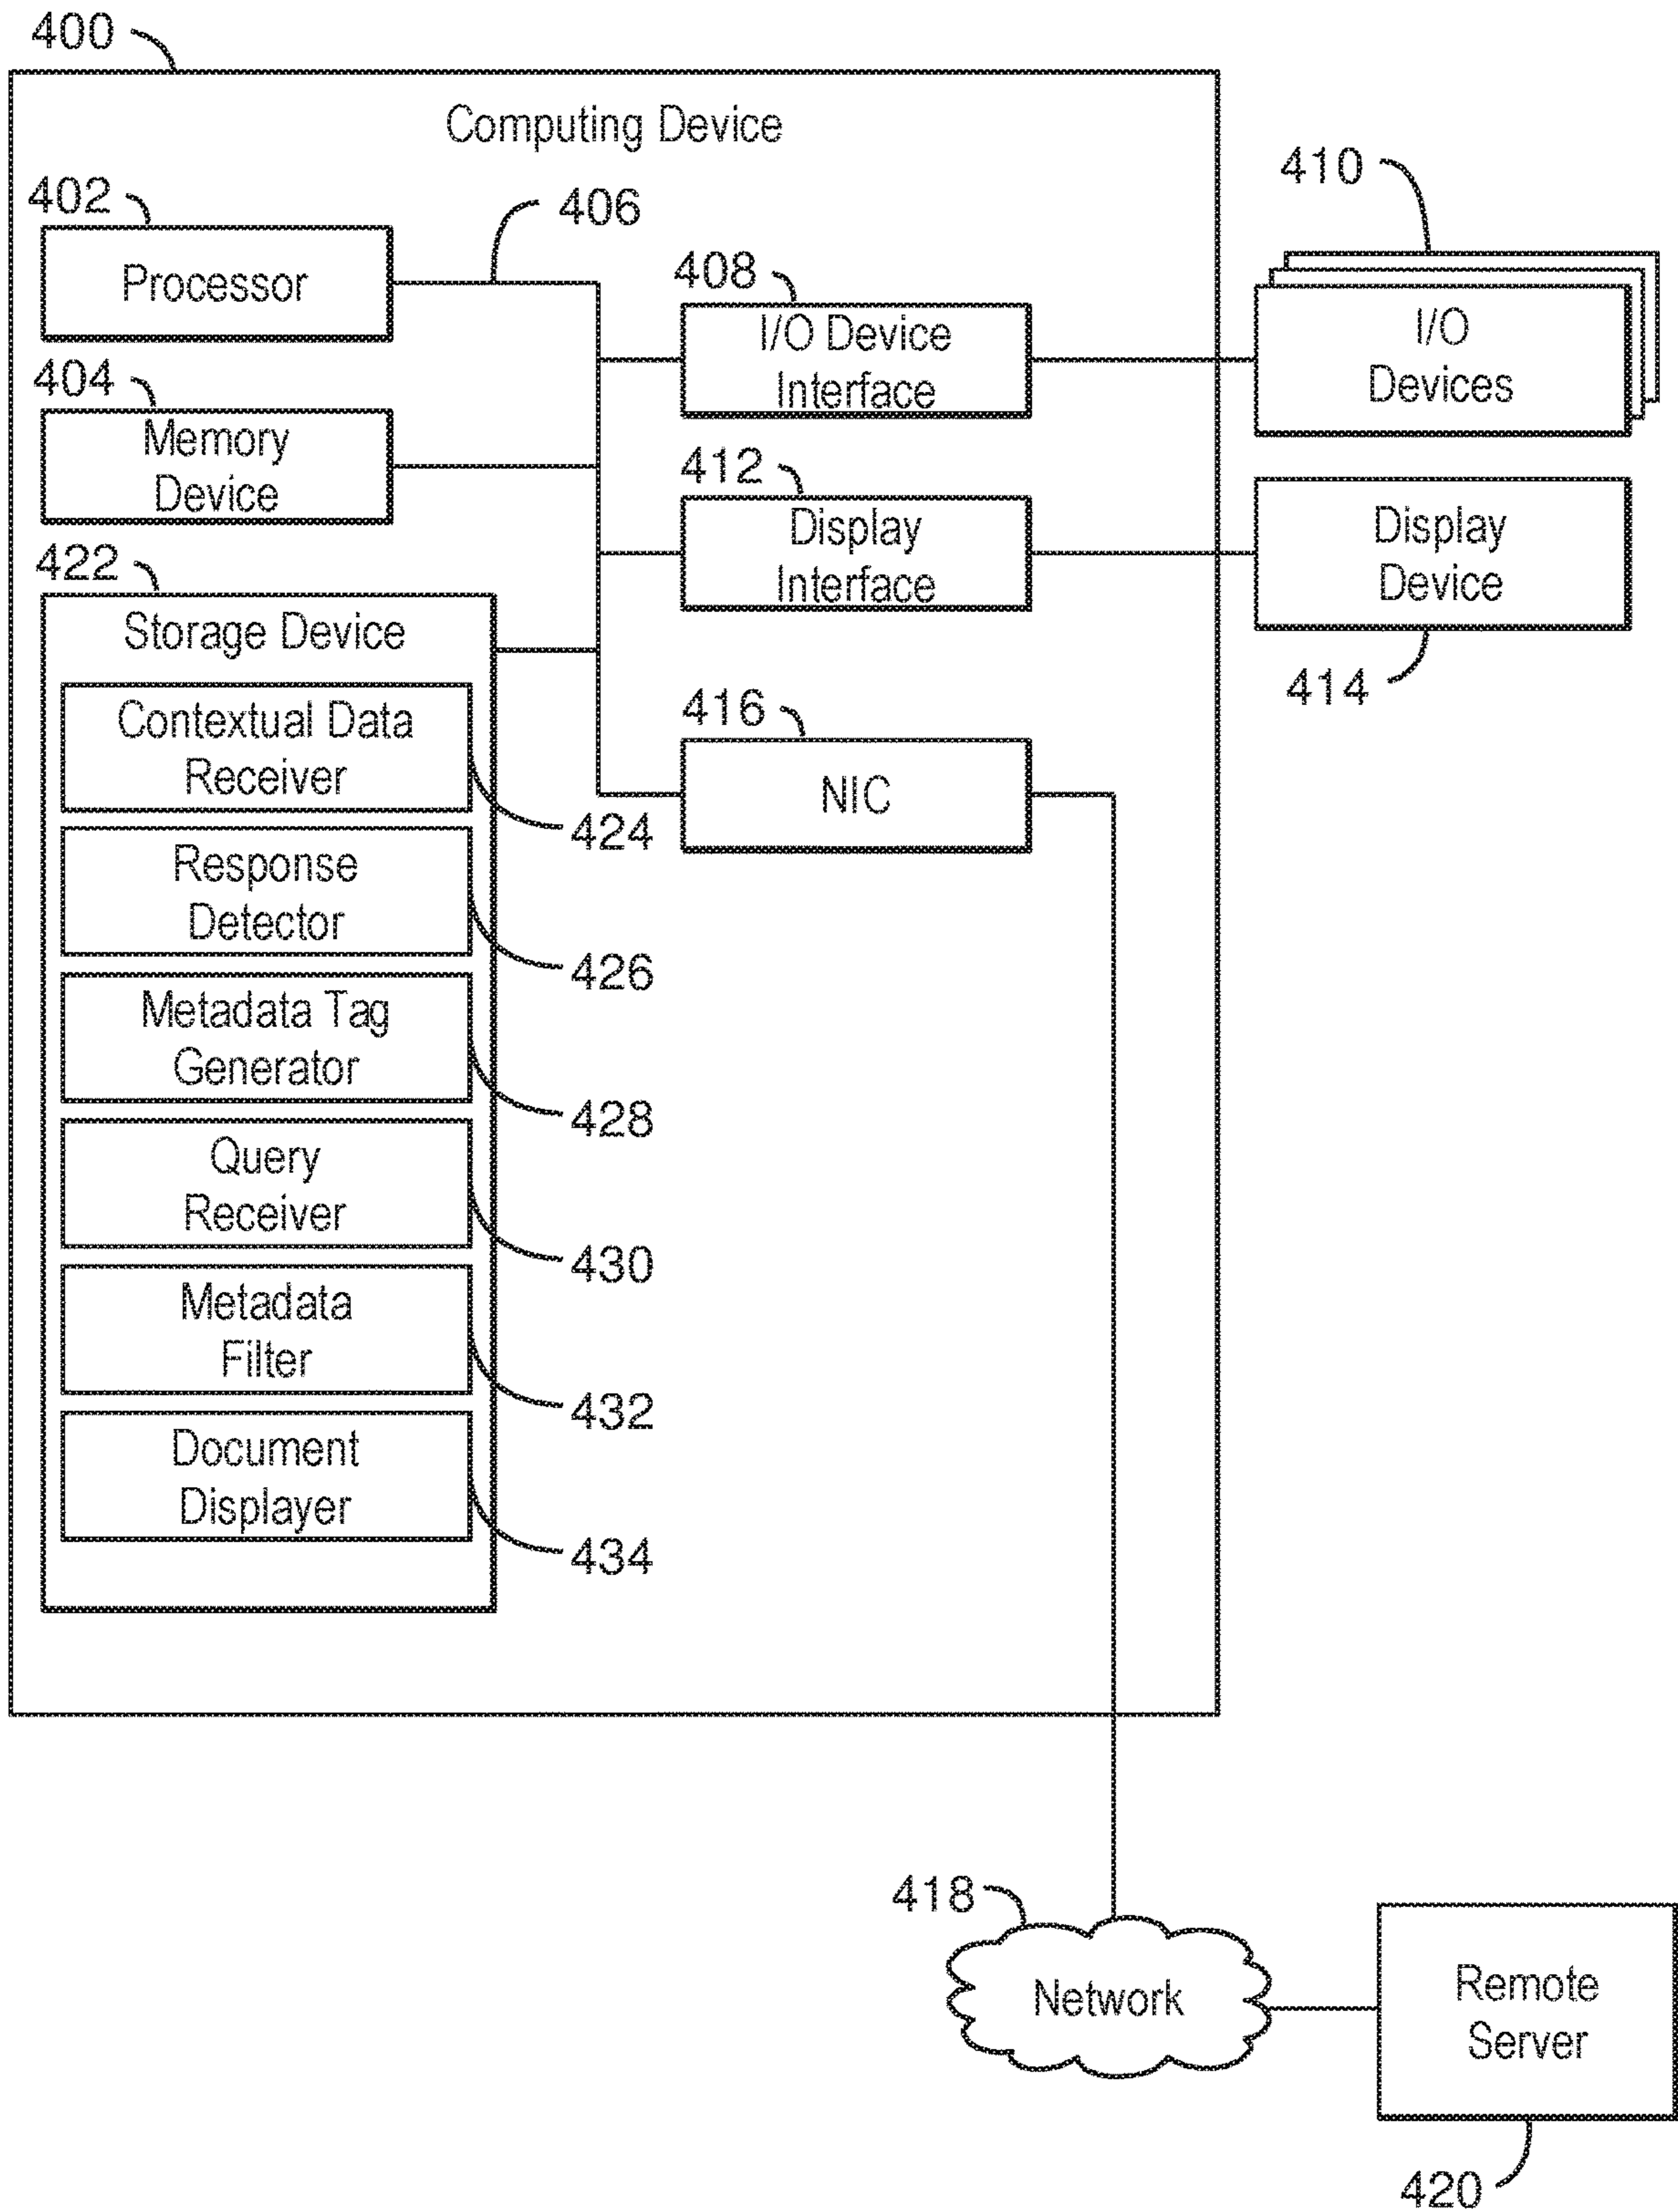 400
Computing Device
402
406
Processor
408
410
I/O Device
Interface
I/O
Devices
404
Memory
Device
412
Display
Interface
Display
Device
414
422
Storage Device
416
NIC
Contextual Data
Receiver
424
Response
Detector
426
Metadata Tag
Generator
428
Query
Receiver
430
Metadata
Filter
432
Document
Displayer
434
418
Network
Remote
Server
420